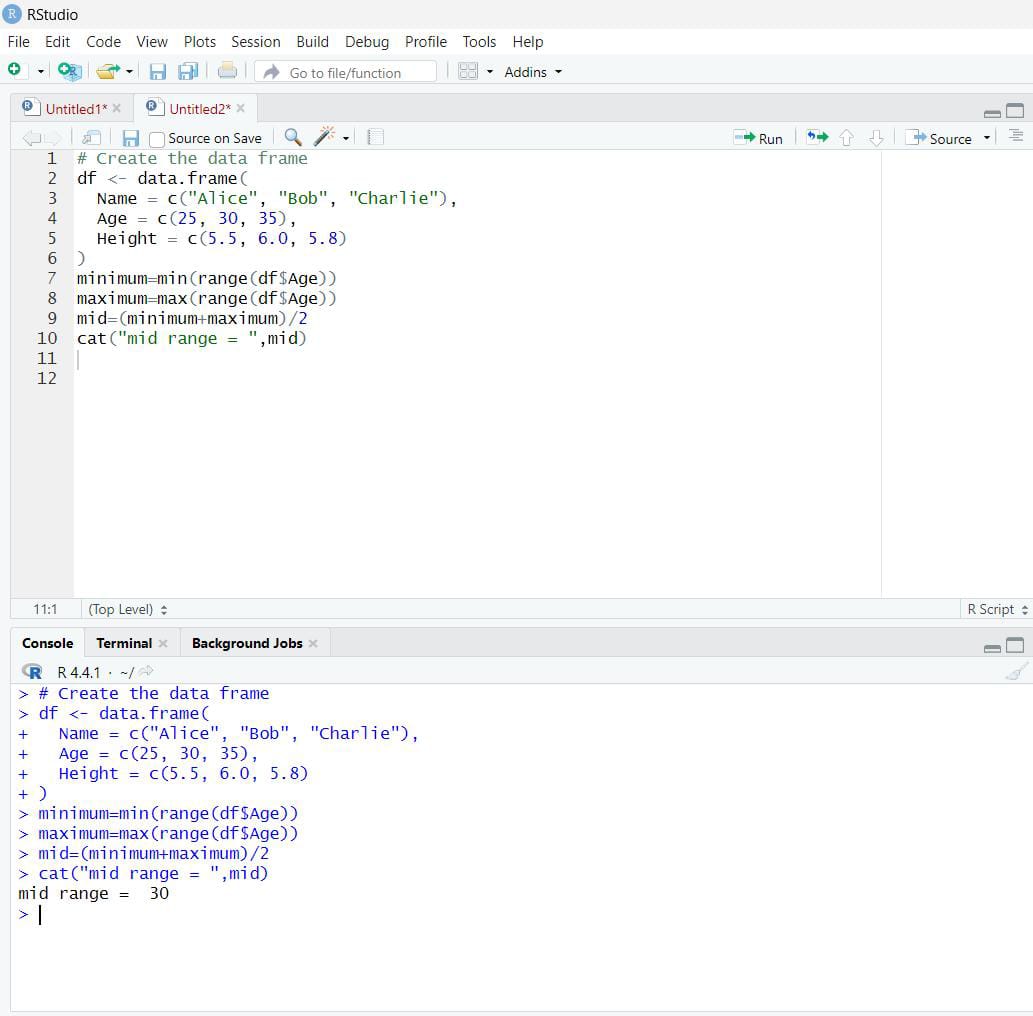 RStudio
File Edit Code View Plots Session Build Debug Profile Tools Help
Go to file/function Addins
Untitled1* Untitled2*
Source on Save Run Source
1 # Create the data frame
2 df <- data.frame(
3   Name = c("Alice", "Bob", "Charlie"),
4   Age = c(25, 30, 35),
5   Height = c(5.5, 6.0, 5.8)
6 )
7 minimum=min(range(df$Age))
8 maximum=max(range(df$Age))
9 mid=(minimum+maximum)/2
10 cat("mid range = ",mid)
11
12
11:1 (Top Level) R Script
Console Terminal Background Jobs
R R 4.4.1 · ~/
> # Create the data frame
> df <- data.frame(
+   Name = c("Alice", "Bob", "Charlie"),
+   Age = c(25, 30, 35),
+   Height = c(5.5, 6.0, 5.8)
+ )
> minimum=min(range(df$Age))
> maximum=max(range(df$Age))
> mid=(minimum+maximum)/2
> cat("mid range = ",mid)
mid range =  30
>